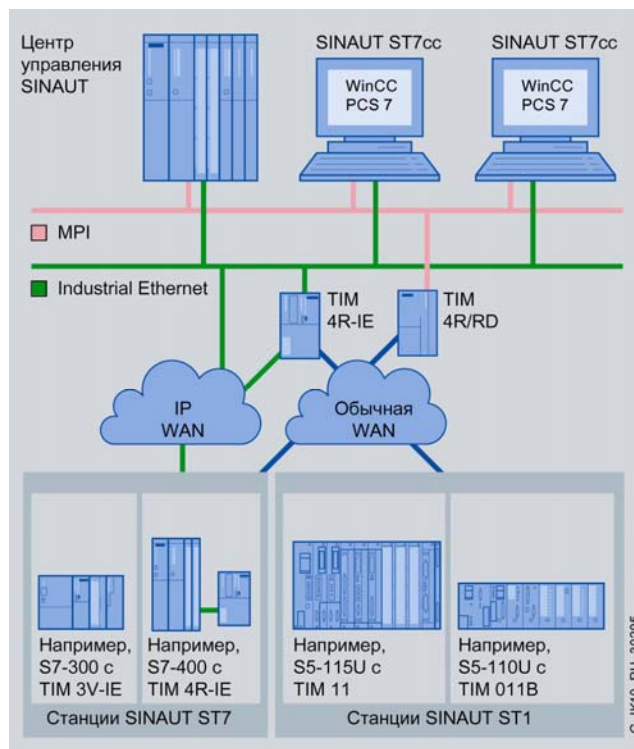 Центр
управления
SINAUT
SINAUT ST7cc
SINAUT ST7cc
WinCC
PCS 7
WinCC
PCS 7
MPI
Industrial Ethernet
TIM
4R-IE
TIM
4R/RD
IP
WAN
Обычная
WAN
Например,
S7-300 с
TIM 3V-IE
Например,
S7-400 с
TIM 4R-IE
Например,
S5-115U с
TIM 11
Например,
S5-110U с
TIM 011B
Станции SINAUT ST7
Станции SINAUT ST1